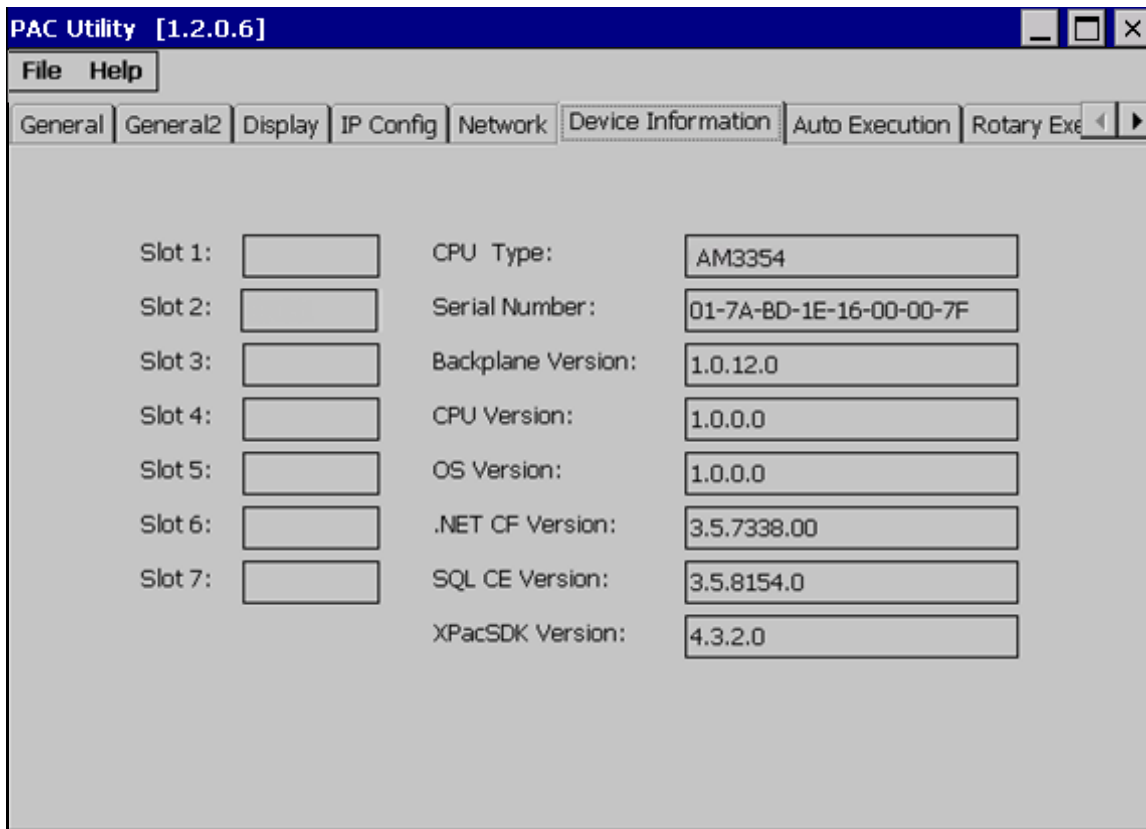 PAC Utility [1.2.0.6]
File Help
General General2 Display IP Config Network Device Information Auto Execution Rotary Exe
Slot 1: CPU Type: AM3354
Slot 2: Serial Number: 01-7A-BD-1E-16-00-00-7F
Slot 3: Backplane Version: 1.0.12.0
Slot 4: CPU Version: 1.0.0.0
Slot 5: OS Version: 1.0.0.0
Slot 6: .NET CF Version: 3.5.7338.00
Slot 7: SQL CE Version: 3.5.8154.0
XPacSDK Version: 4.3.2.0